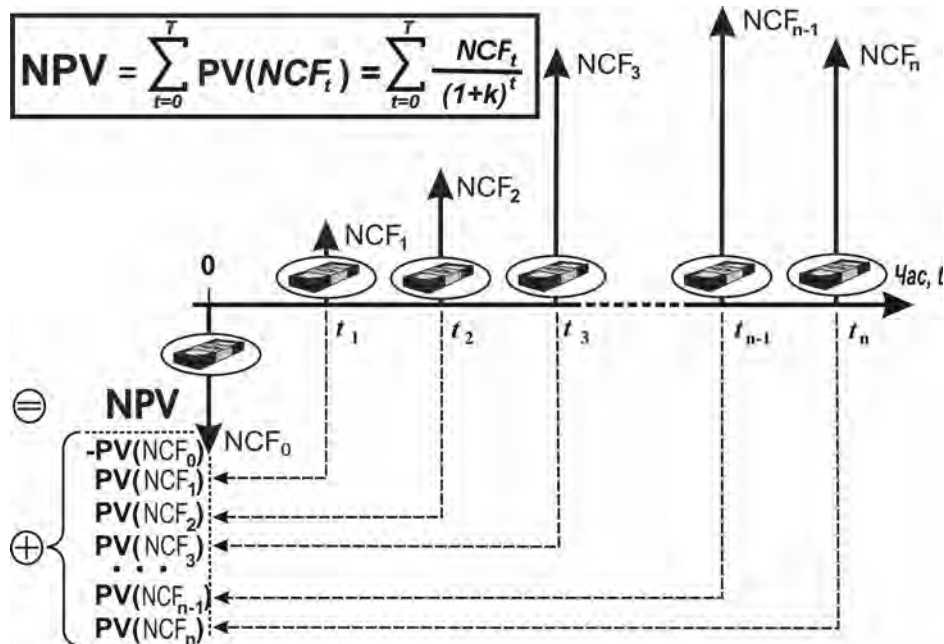 NPV = ∑_{t=0}^{T} PV(NCF_t) = ∑_{t=0}^{T} NCF_t / (1+k)^t
NCF_{n-1}
NCF_n
NCF_3
NCF_2
NCF_1
0
Час, t
t_1 t_2 t_3 t_{n-1} t_n
= NPV
NCF_0
-PV(NCF_0)
PV(NCF_1)
PV(NCF_2)
+ PV(NCF_3)
. . .
PV(NCF_{n-1})
PV(NCF_n)